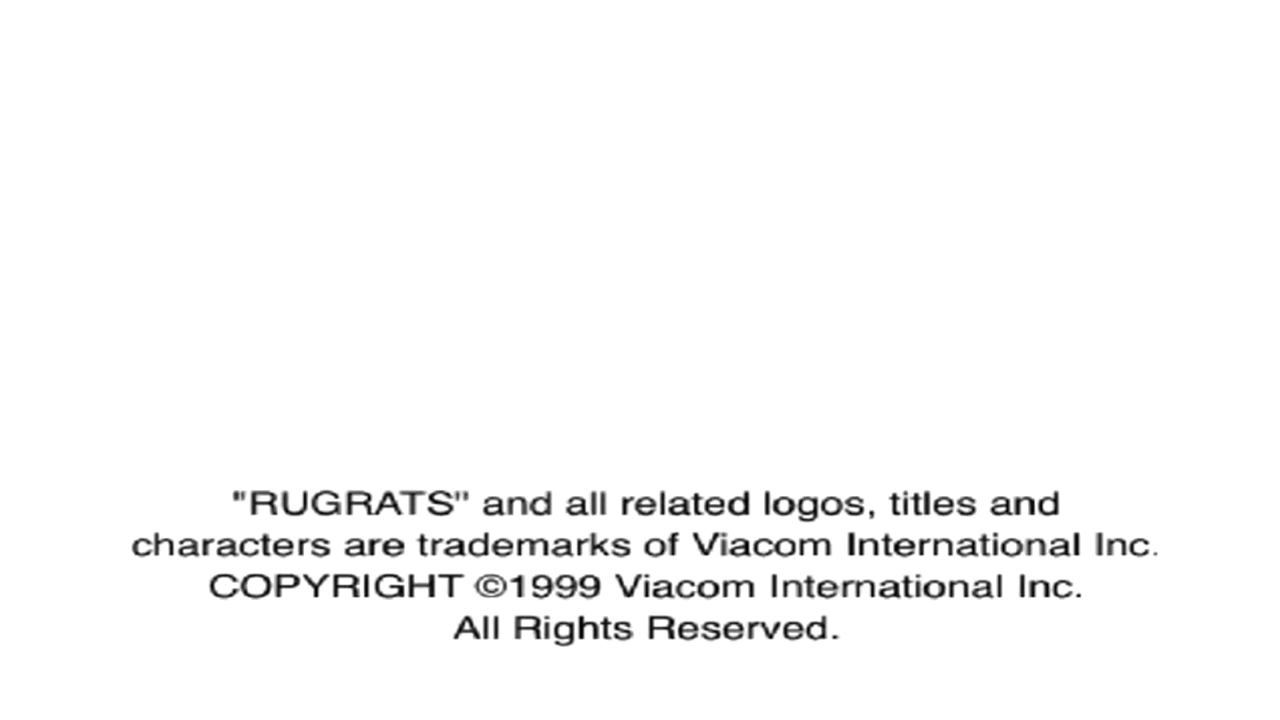 "RUGRATS" and all related logos, titles and
characters are trademarks of Viacom International Inc.
COPYRIGHT ©1999 Viacom International Inc.
All Rights Reserved.